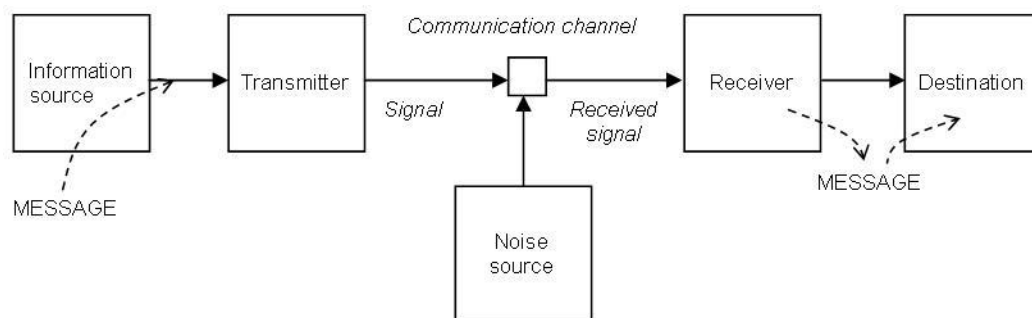 Communication channel
Information
source
Transmitter
Receiver
Destination
Signal
Received
signal
MESSAGE
MESSAGE
Noise
source